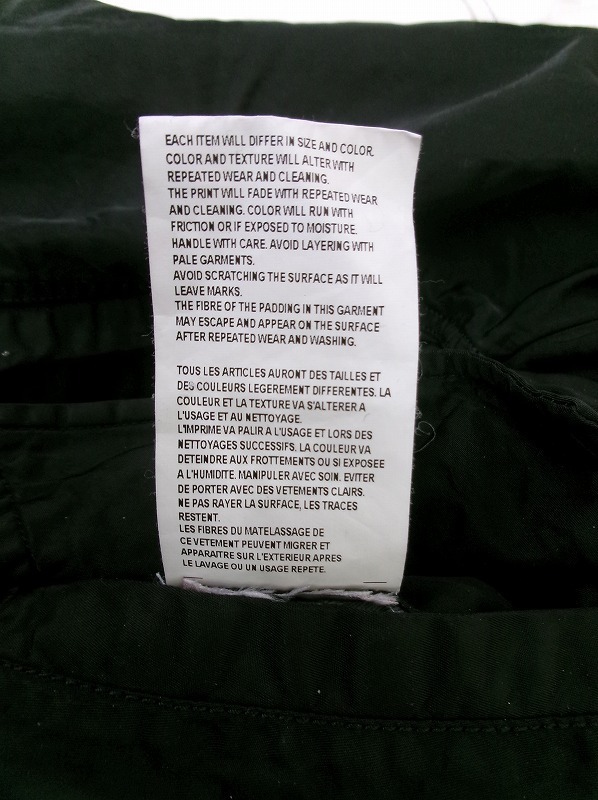 EACH ITEM WILL DIFFER IN SIZE AND COLOR.
COLOR AND TEXTURE WILL ALTER WITH
REPEATED WEAR AND CLEANING.
THE PRINT WILL FADE WITH REPEATED WEAR
AND CLEANING. COLOR WILL RUN WITH
FRICTION OR IF EXPOSED TO MOISTURE.
HANDLE WITH CARE. AVOID LAYERING WITH
PALE GARMENTS.
AVOID SCRATCHING THE SURFACE AS IT WILL
LEAVE MARKS.
THE FIBRE OF THE PADDING IN THIS GARMENT
MAY ESCAPE AND APPEAR ON THE SURFACE
AFTER REPEATED WEAR AND WASHING.
TOUS LES ARTICLES AURONT DES TAILLES ET
DES COULEURS LEGEREMENT DIFFERENTES. LA
COULEUR ET LA TEXTURE VA S'ALTERER A
L'USAGE ET AU NETTOYAGE.
L'IMPRIME VA PALIR A L'USAGE ET LORS DES
NETTOYAGES SUCCESSIFS. LA COULEUR VA
DETEINDRE AUX FROTTEMENTS OU SI EXPOSEE
A L'HUMIDITE. MANIPULER AVEC SOIN. EVITER
DE PORTER AVEC DES VETEMENTS CLAIRS.
NE PAS RAYER LA SURFACE, LES TRACES
RESTENT.
LES FIBRES DU MATELASSAGE DE
CE VETEMENT PEUVENT MIGRER ET
APPARAITRE SUR L'EXTERIEUR APRES
LE LAVAGE OU UN USAGE REPETE.